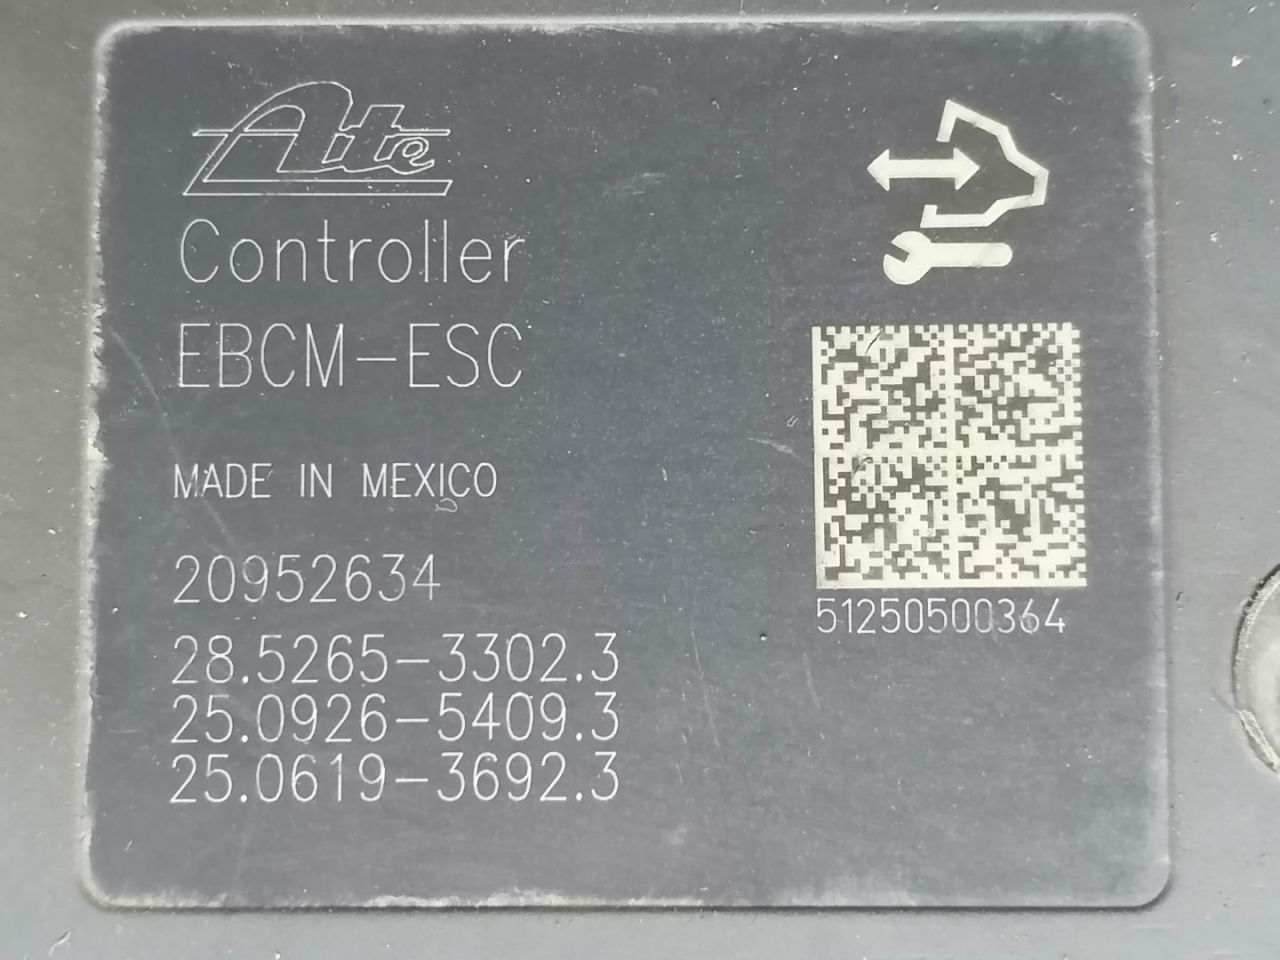 Ate
Controller
EBCM-ESC
MADE IN MEXICO
20952634
28.5265-3302.3
25.0926-5409.3
25.0619-3692.3
51250500364